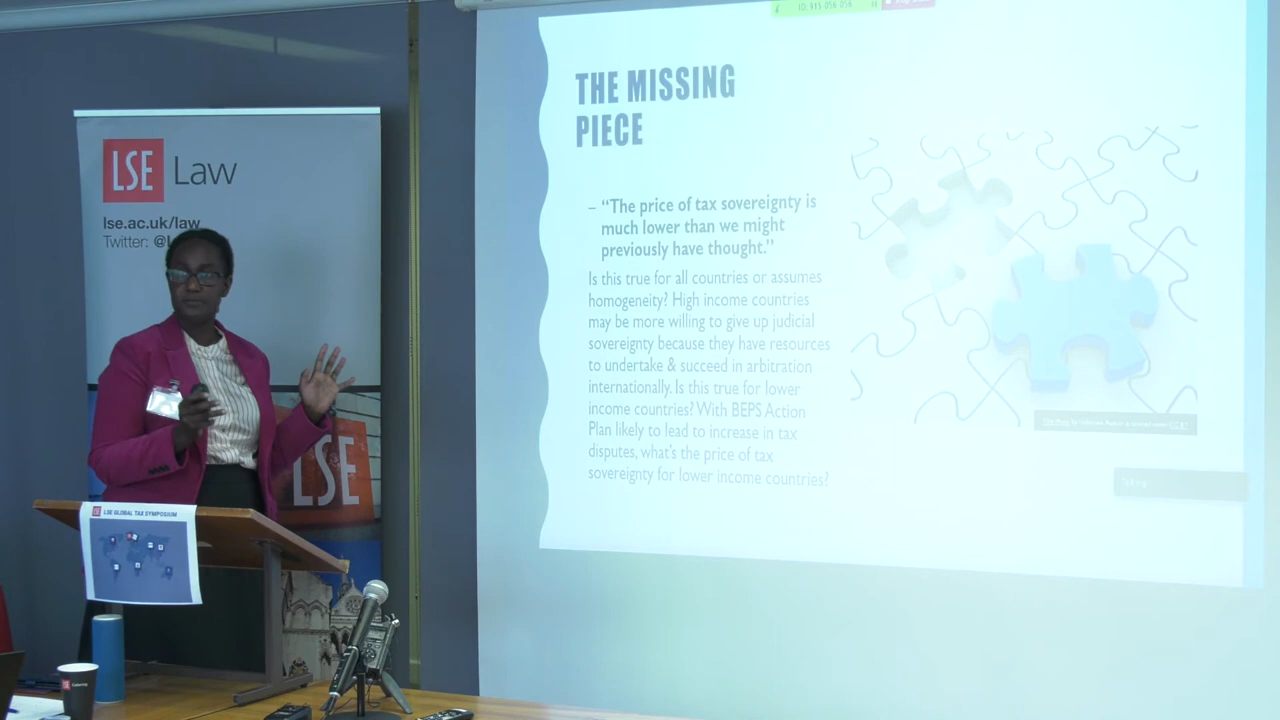 ID: 915 056 056
THE MISSING
PIECE
– “The price of tax sovereignty is
much lower than we might
previously have thought.”
Is this true for all countries or assumes
homogeneity? High income countries
may be more willing to give up judicial
sovereignty because they have resources
to undertake & succeed in arbitration
internationally. Is this true for lower
income countries? With BEPS Action
Plan likely to lead to increase in tax
disputes, what's the price of tax
sovereignty for lower income countries?
LSE Law
lse.ac.uk/law
Twitter: @L
LSE
LSE GLOBAL TAX SYMPOSIUM